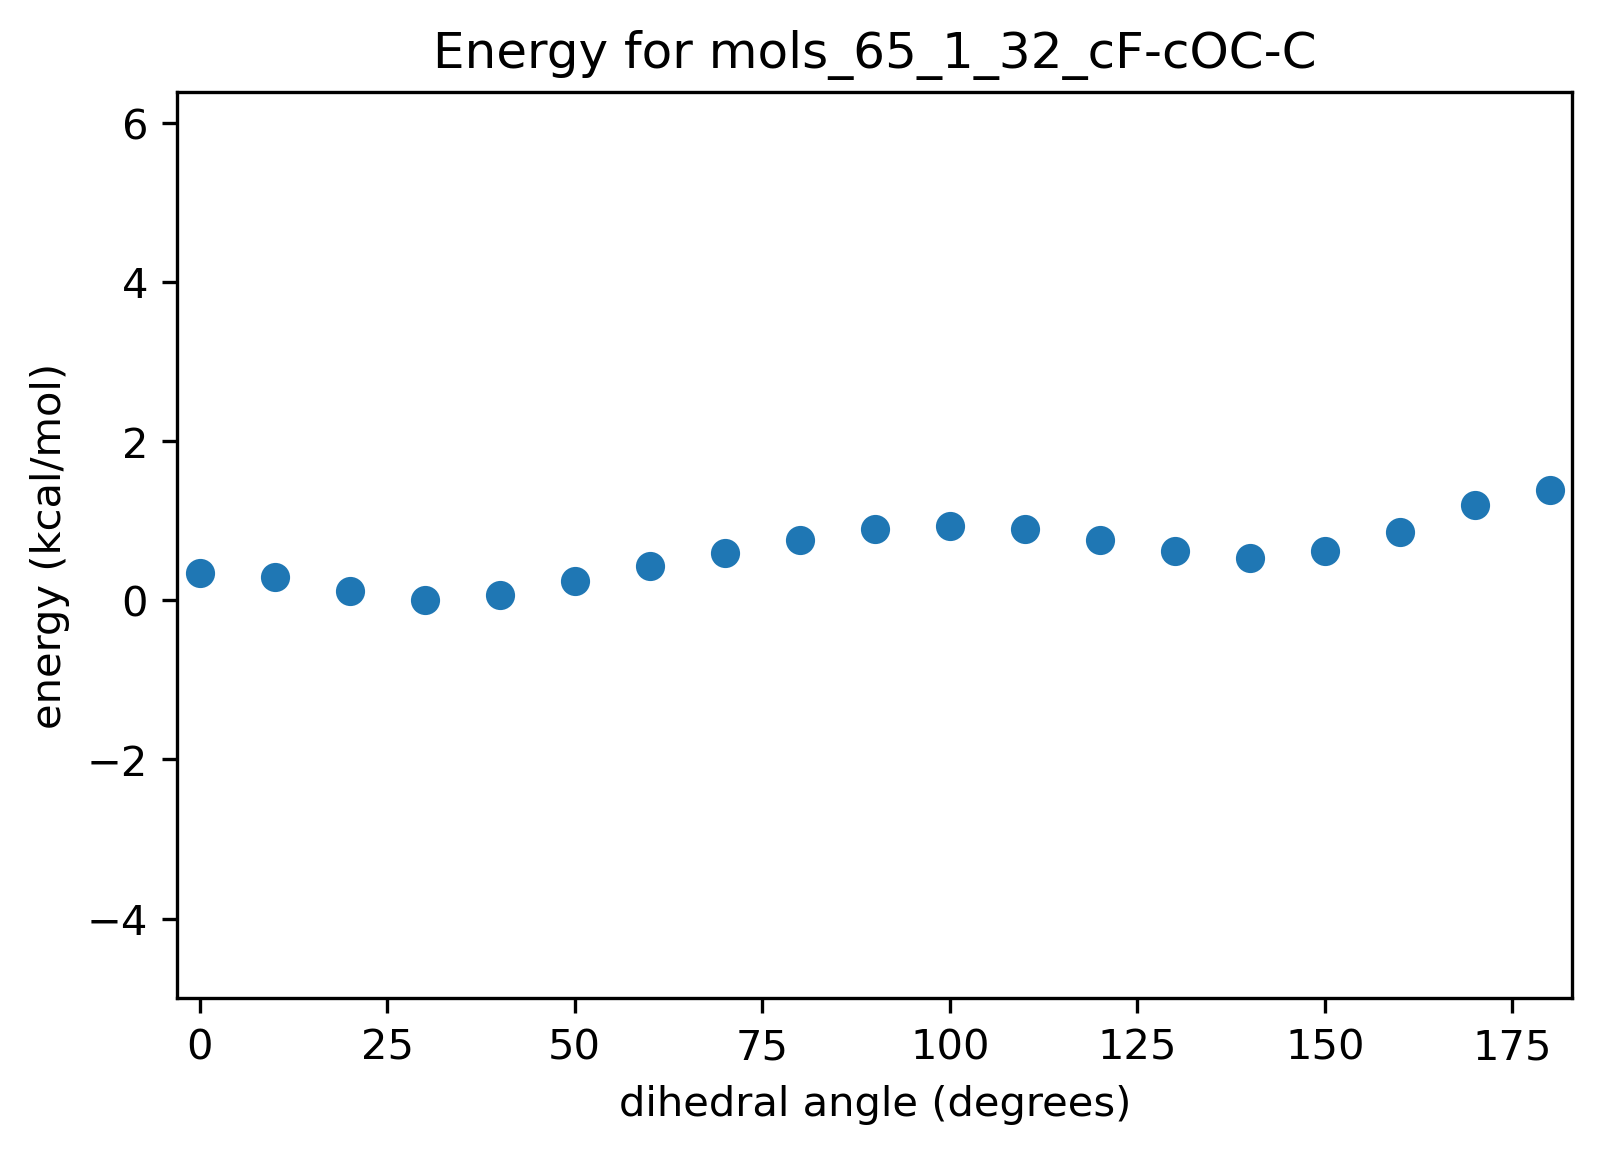 Energy for mols_65_1_32_cF-cOC-C
6
4
2
0
−2
−4
energy (kcal/mol)
0 25 50 75 100 125 150 175
dihedral angle (degrees)